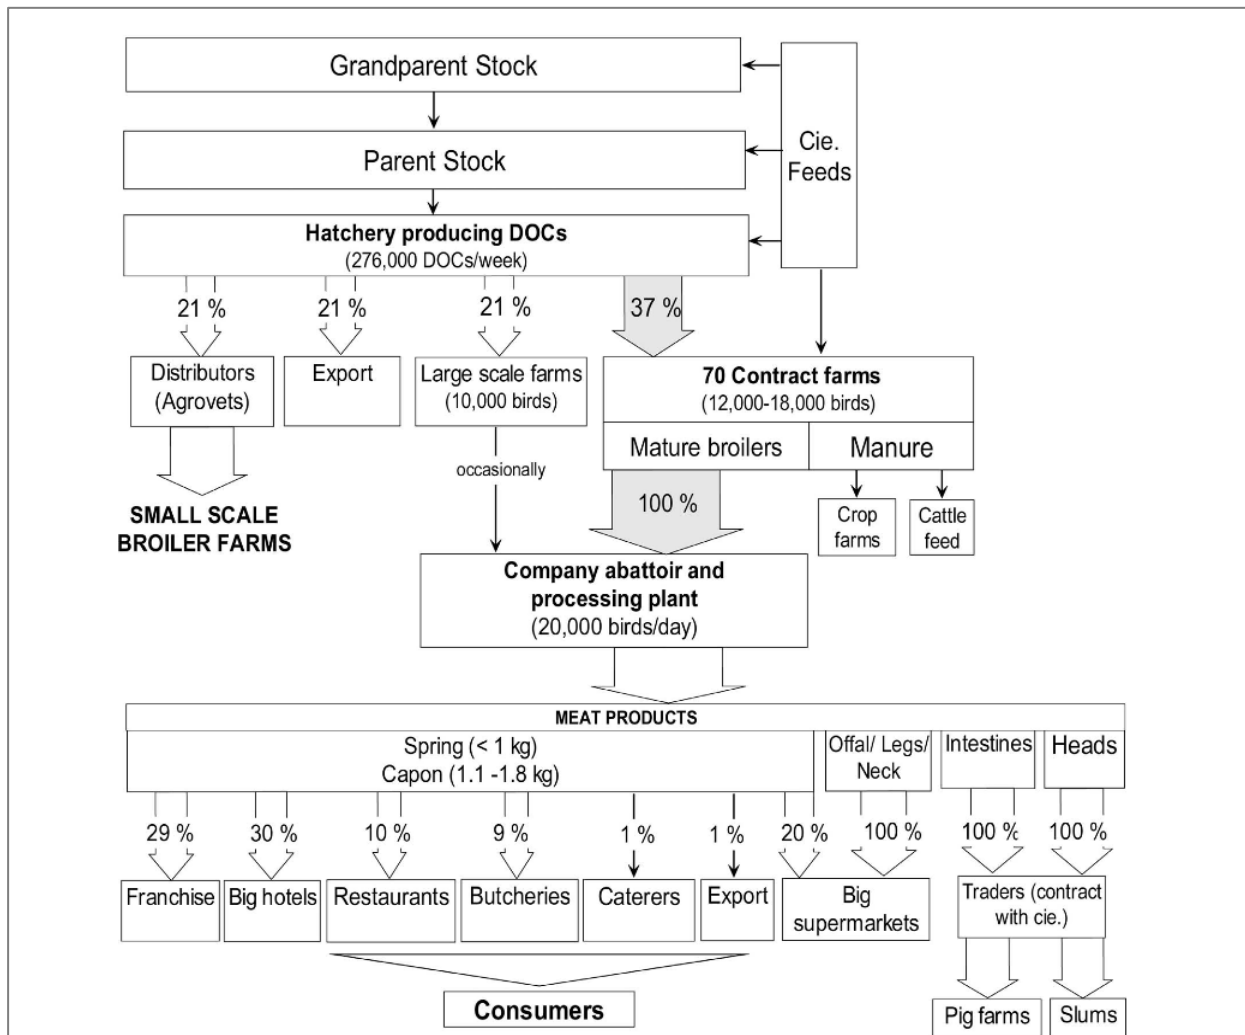 Grandparent Stock
Cie.
Feeds
Parent Stock
Hatchery producing DOCs
(276,000 DOCs/week)
21 %
21 %
21 %
37 %
Distributors
(Agrovets)
Export
Large scale farms
(10,000 birds)
70 Contract farms
(12,000-18,000 birds)
Mature broilers
Manure
occasionally
100 %
Crop
farms
Cattle
feed
SMALL SCALE
BROILER FARMS
Company abattoir and
processing plant
(20,000 birds/day)
MEAT PRODUCTS
Spring (< 1 kg)
Capon (1.1 -1.8 kg)
Offal/ Legs/
Neck
Intestines
Heads
29 %
30 %
10 %
9 %
1 %
1 %
20 %
100 %
100 %
100 %
Franchise
Big hotels
Restaurants
Butcheries
Caterers
Export
Big
supermarkets
Traders (contract
with cie.)
Consumers
Pig farms
Slums